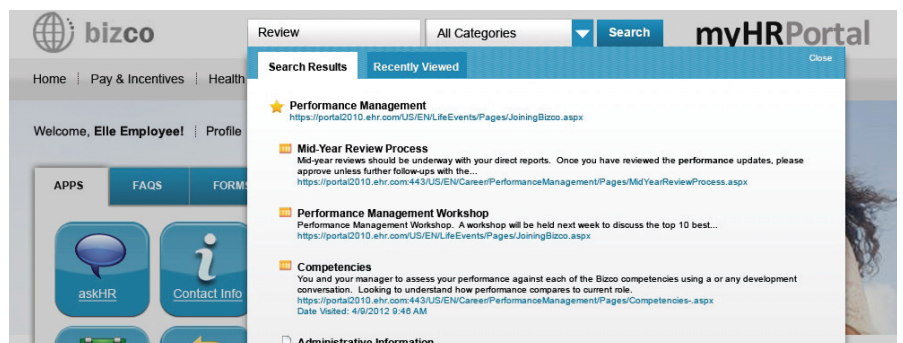 bizco
Review
All Categories
Search
myHRPortal
Search Results
Recently Viewed
Close
Home
Pay & Incentives
Health
Welcome, Elle Employee!
Profile
APPS
FAQS
FORMS
askHR
Contact Info
Performance Management
https://portal2010.ehr.com/US/EN/LifeEvents/Pages/JoiningBizco.aspx
Mid-Year Review Process
Mid-year reviews should be underway with your direct reports. Once you have reviewed the performance updates, please
approve unless further follow-ups with the...
https://portal2010.ehr.com:443/US/EN/Career/PerformanceManagement/Pages/MidYearReviewProcess.aspx
Performance Management Workshop
Performance Management Workshop. A workshop will be held next week to discuss the top 10 best...
https://portal2010.ehr.com/US/EN/LifeEvents/Pages/JoiningBizco.aspx
Competencies
You and your manager to assess your performance against each of the Bizco competencies using a or any development
conversation. Looking to understand how performance compares to current role.
https://portal2010.ehr.com:443/US/EN/Career/PerformanceManagement/Pages/Competencies-.aspx
Date Visited: 4/9/2012 9:46 AM
Administrative Information